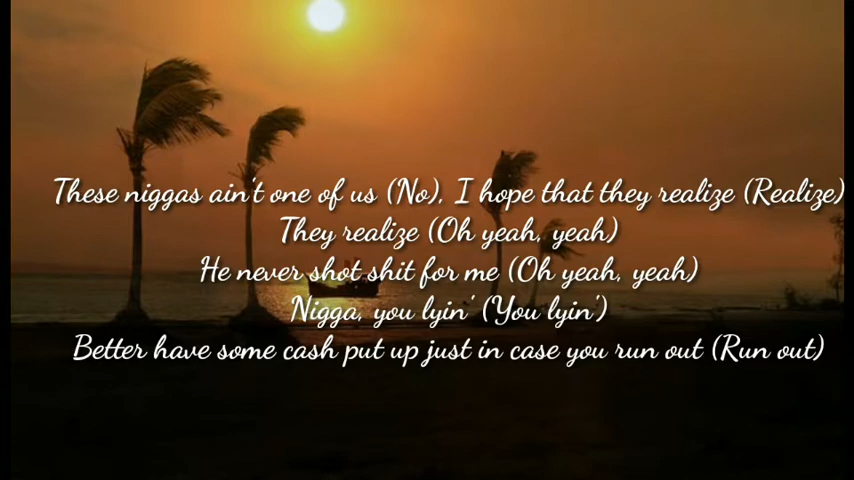 These niggas ain't one of us (No), I hope that they realize (Realize)
They realize (Oh yeah, yeah)
He never shot shit for me (Oh yeah, yeah)
Nigga, you lyin' (You lyin')
Better have some cash put up just in case you run out (Run out)